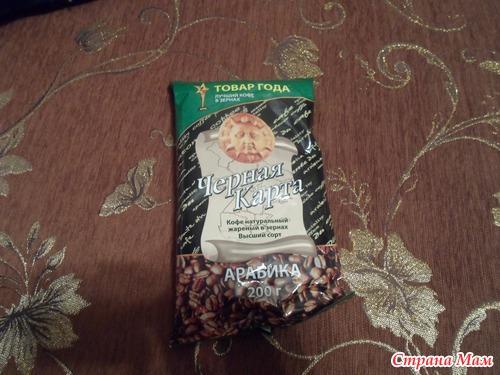 ТОВАР ГОДА
ЛУЧШИЙ КОФЕ
В ЗЕРНАХ
Черная
Карта
Кофе натуральный
жареный в зернах
Высший сорт
АРАБИКА
200 г
Страна Мам